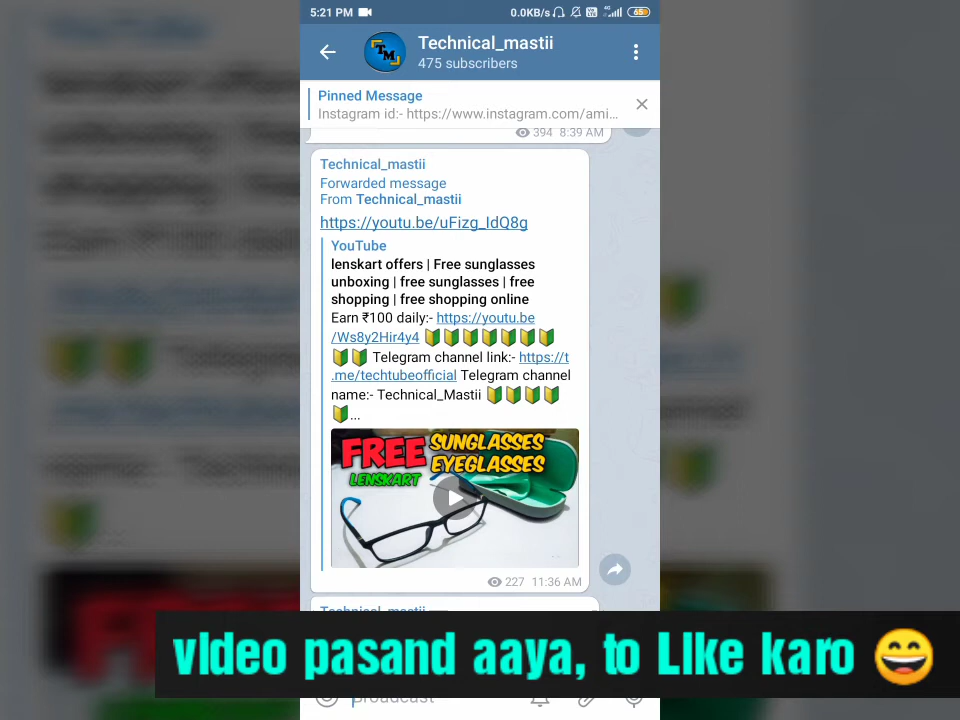 5:21 PM 0.0KB/s 4G 65
TM
Technical_mastii
475 subscribers
Pinned Message
Instagram id:- https://www.instagram.com/ami...
394 8:39 AM
Technical_mastii
Forwarded message
From Technical_mastii
https://youtu.be/uFizg_IdQ8g
YouTube
lenskart offers | Free sunglasses
unboxing | free sunglasses | free
shopping | free shopping online
Earn ₹100 daily:- https://youtu.be
/Ws8y2Hir4y4 🔰🔰🔰🔰🔰🔰🔰
🔰🔰 Telegram channel link:- https://t
.me/techtubeofficial Telegram channel
name:- Technical_Mastii 🔰🔰🔰🔰
🔰...
FREE SUNGLASSES
LENSKART EYEGLASSES
227 11:36 AM
Technical_mastii
video pasand aaya, to Like karo 😄
Broadcast